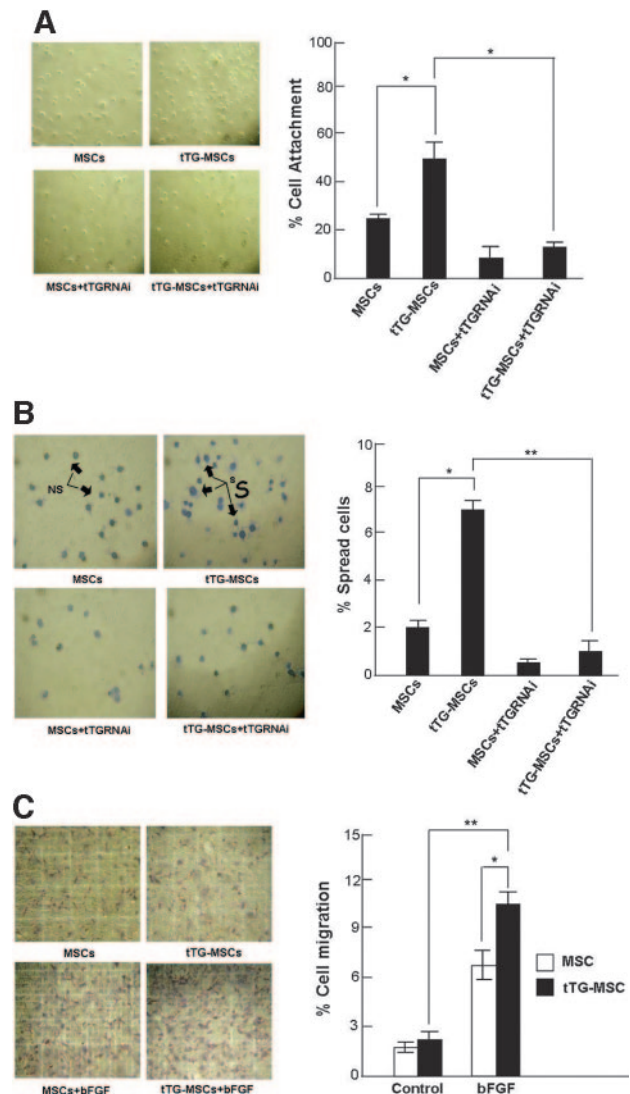 A
MSCs
tTG-MSCs
MSCs+tTGRNAi
tTG-MSCs+tTGRNAi
% Cell Attachment
100
80
60
40
20
0
*
*
MSCs
tTG-MSCs
MSCs+tTGRNAi
tTG-MSCs+tTGRNAi
B
NS
s S
MSCs
tTG-MSCs
MSCs+tTGRNAi
tTG-MSCs+tTGRNAi
% Spread cells
10
8
6
4
2
0
*
**
MSCs
tTG-MSCs
MSCs+tTGRNAi
tTG-MSCs+tTGRNAi
C
MSCs
tTG-MSCs
MSCs+bFGF
tTG-MSCs+bFGF
% Cell migration
15
12
9
6
3
**
*
MSC
tTG-MSC
Control
bFGF